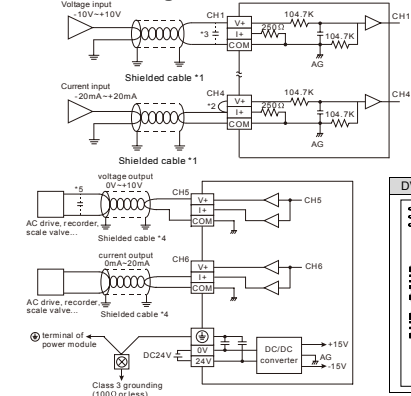 Voltage input
-10V~+10V
CH1
V+
104.7K
CH1
*3
250Ω
I+
104.7K
COM
AG
Shielded cable *1
Current input
-20mA~+20mA
CH4
V+
104.7K
CH4
*2
250Ω
I+
104.7K
COM
AG
Shielded cable *1
voltage output
0V~+10V
*5
CH5
V+
CH5
I+
COM
AC drive, recorder,
scale valve...
Shielded cable *4
current output
0mA~20mA
CH6
V+
CH6
I+
COM
AC drive, recorder,
scale valve...
Shielded cable *4
terminal of
power module
DC24V
0V
24V
DC/DC
converter
+15V
AG
-15V
Class 3 grounding
(100Ω or less)